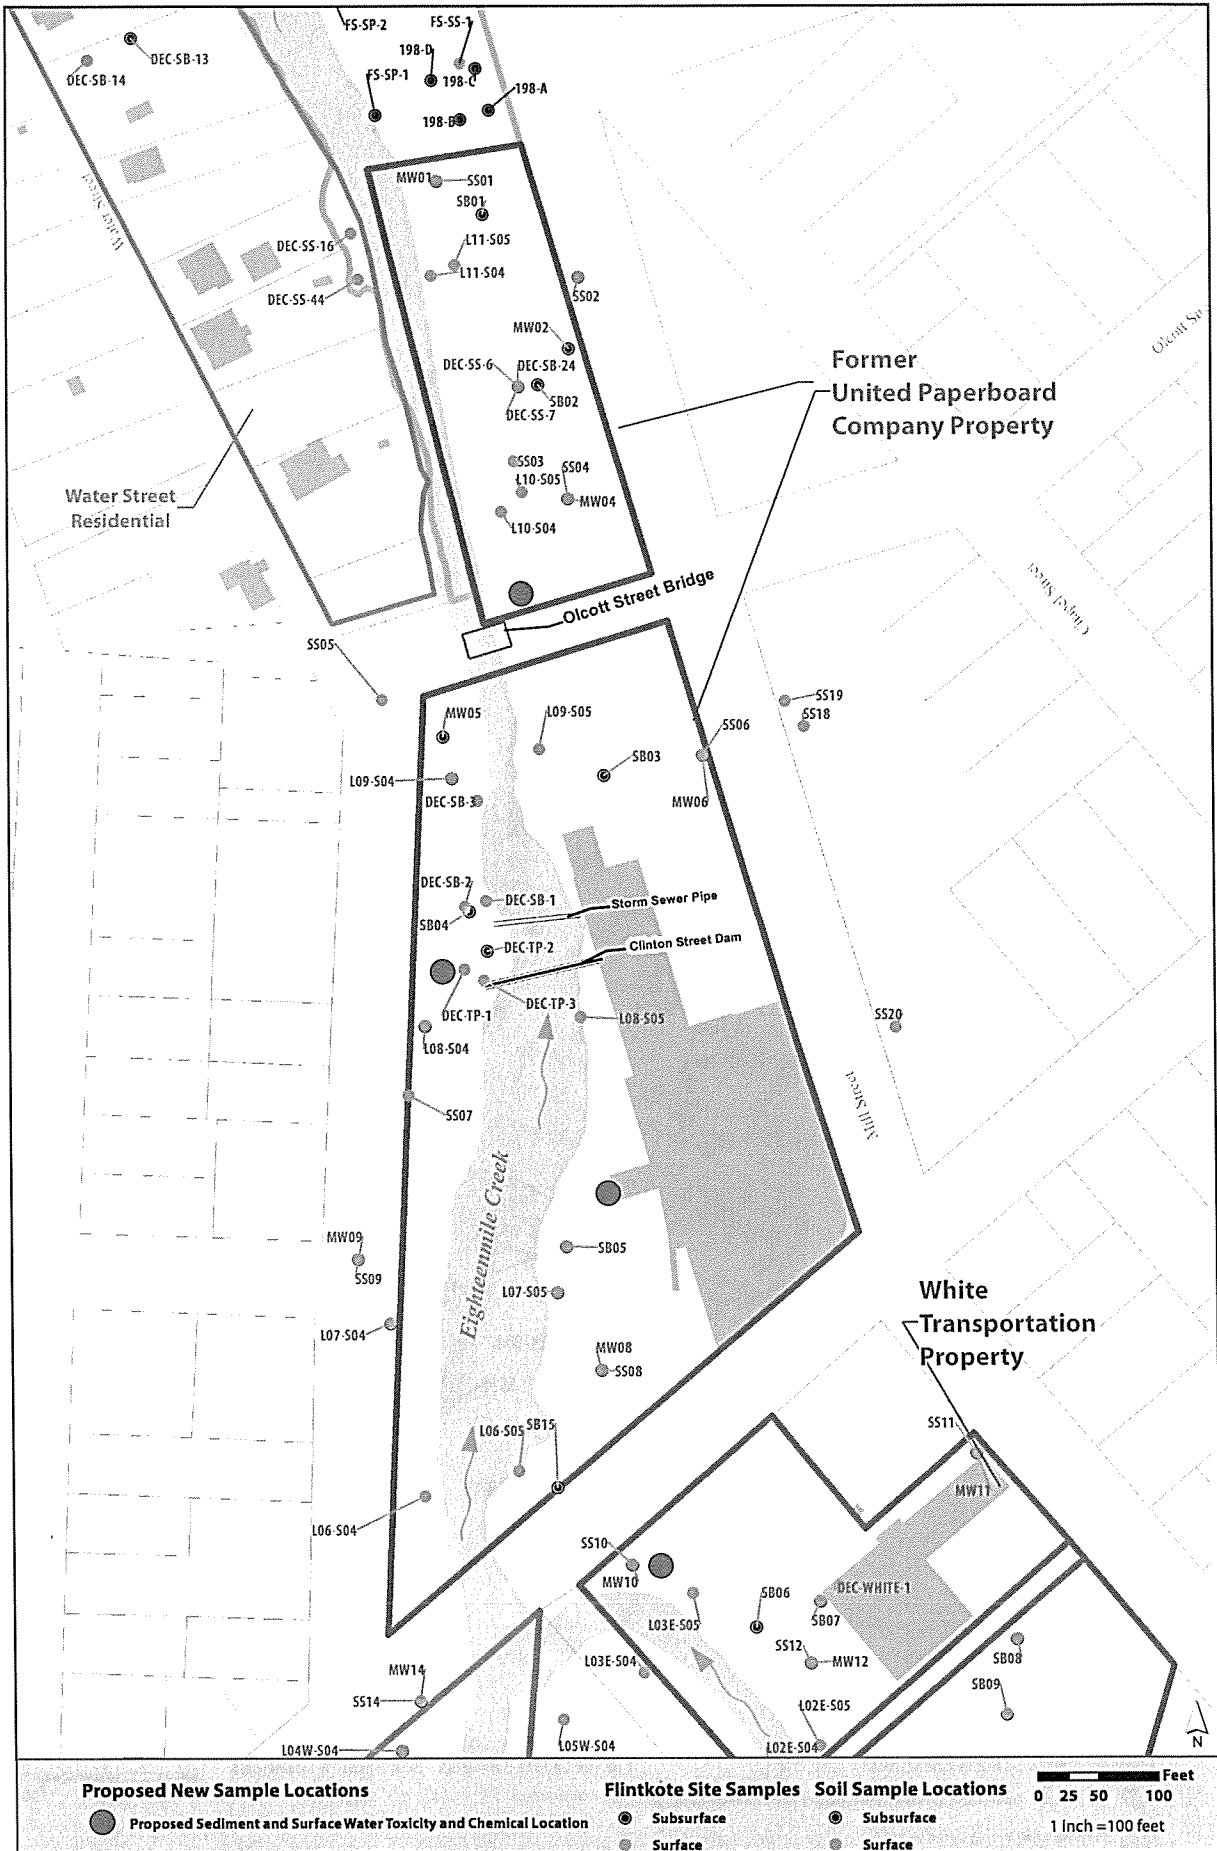 FS-SP-2
FS-SS-1
DEC-SB-13
198-D
DEC-SB-14
FS-SP-1
198-C
198-A
198-B
MW01
SS01
SB01
Water Street
DEC-SS-16
L11-S05
L11-S04
DEC-SS-44
SS02
MW02
Olcott St
Former
United Paperboard
Company Property
DEC-SS-6
DEC-SB-24
SB02
DEC-SS-7
SS03
SS04
L10-S05
MW04
Water Street
Residential
L10-S04
Olcott Street Bridge
Chapel Street
SS05
SS19
MW05
L09-S05
SS18
SS06
SB03
L09-S04
DEC-SB-3
MW06
DEC-SB-2
DEC-SB-1
Storm Sewer Pipe
SB04
Clinton Street Dam
DEC-TP-2
DEC-TP-3
DEC-TP-1
L08-S05
SS20
L08-S04
Mill Street
SS07
Eighteenmile Creek
MW09
SB05
SS09
L07-S05
White
Transportation
Property
L07-S04
MW08
SS08
L06-S05
SB15
SS11
MW11
L06-S04
SS10
MW10
SB06
DEC-WHITE-1
L03E-S05
SB07
SS12
MW12
SB08
L03E-S04
MW14
SB09
SS14
L02E-S05
L04W-S04
L05W-S04
L02E-S04
N
Proposed New Sample Locations
Proposed Sediment and Surface Water Toxicity and Chemical Location
Flintkote Site Samples
Subsurface
Surface
Soil Sample Locations
Subsurface
Surface
Feet
0 25 50 100
1 inch =100 feet